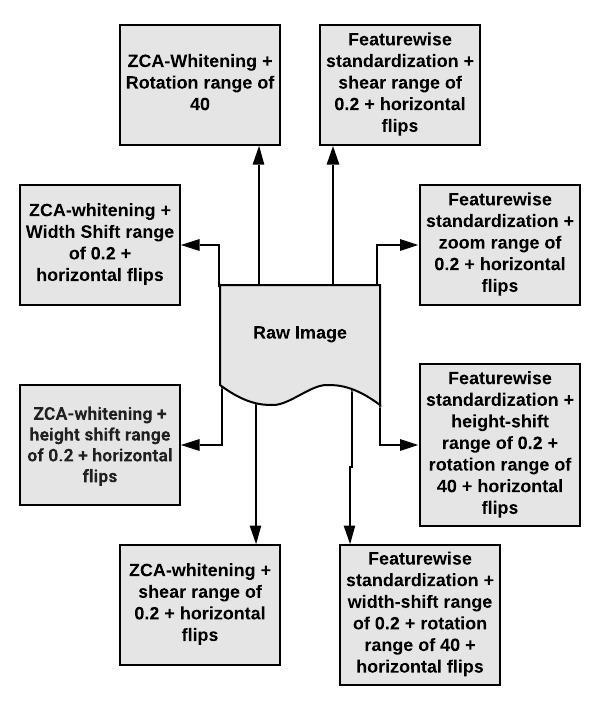 ZCA-Whitening +
Rotation range of
40
Featurewise
standardization +
shear range of
0.2 + horizontal
flips
ZCA-whitening +
Width Shift range
of 0.2 +
horizontal flips
Featurewise
standardization +
zoom range of
0.2 + horizontal
flips
Raw Image
ZCA-whitening +
height shift range
of 0.2 + horizontal
flips
Featurewise
standardization +
height-shift
range of 0.2 +
rotation range of
40 + horizontal
flips
ZCA-whitening +
shear range of
0.2 + horizontal
flips
Featurewise
standardization +
width-shift range
of 0.2 + rotation
range of 40 +
horizontal flips